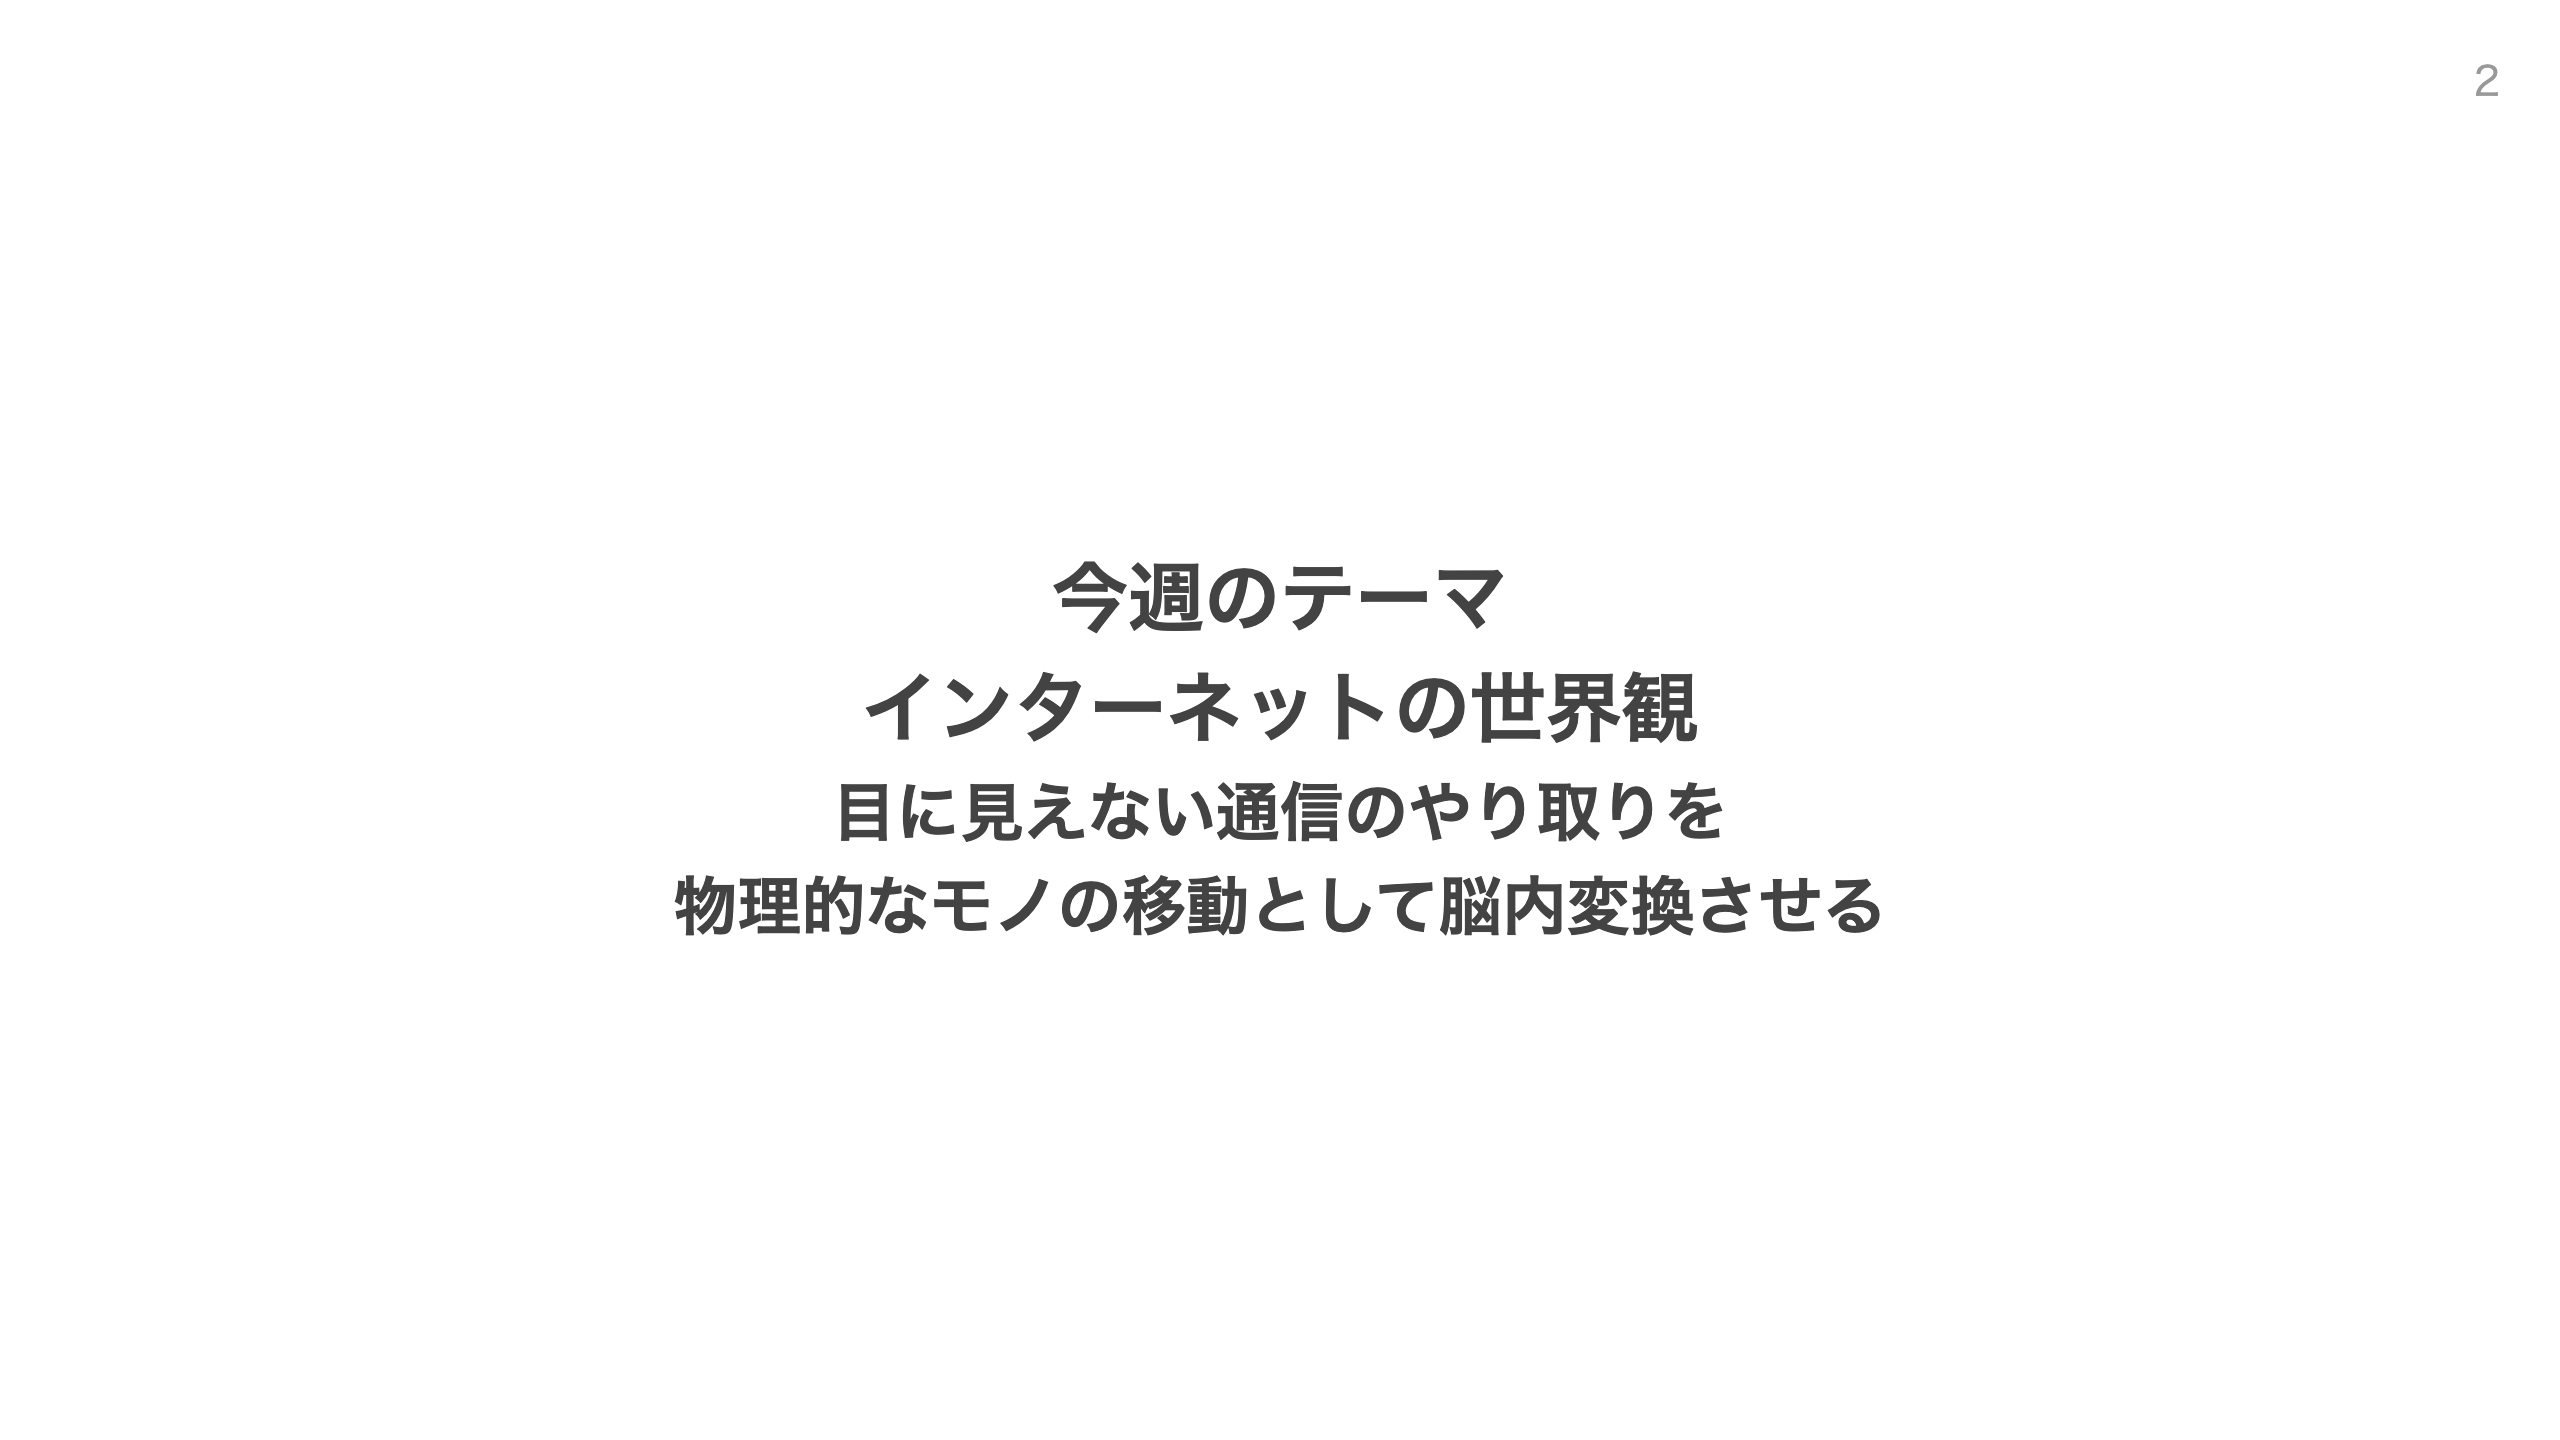 2
今週のテーマ
インターネットの世界観
目に見えない通信のやり取りを
物理的なモノの移動として脳内変換させる